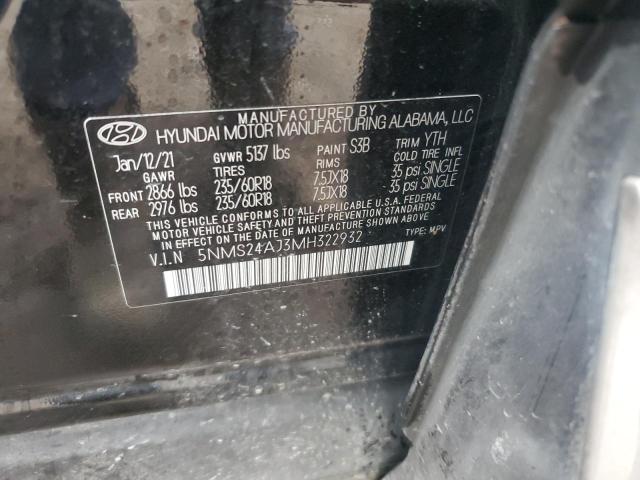 MANUFACTURED BY
HYUNDAI MOTOR MANUFACTURING ALABAMA, LLC
Jan/12/21 GVWR 5137 lbs PAINT S3B TRIM YTH
GAWR TIRES RIMS COLD TIRE INFL
FRONT 2866 lbs 235/60R18 7.5JX18 35 psi SINGLE
REAR 2976 lbs 235/60R18 7.5JX18 35 psi SINGLE
THIS VEHICLE CONFORMS TO ALL APPLICABLE U.S.A. FEDERAL
MOTOR VEHICLE SAFETY, BUMPER, AND THEFT PREVENTION STANDARDS
IN EFFECT ON THE DATE OF MANUFACTURE SHOWN ABOVE.
V.I.N 5NMS24AJ3MH322932 TYPE: MPV